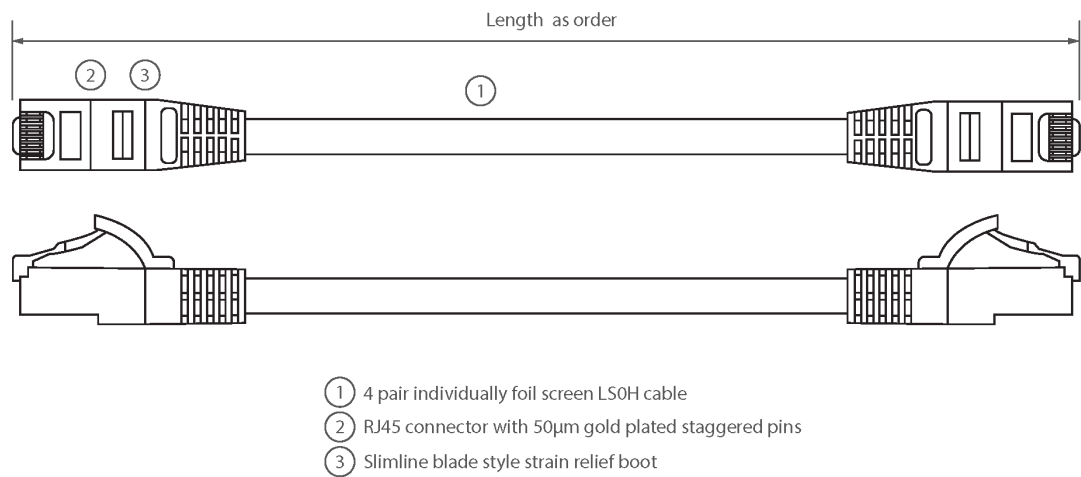 Length as order
2 3
1
1 4 pair individually foil screen LS0H cable
2 RJ45 connector with 50µm gold plated staggered pins
3 Slimline blade style strain relief boot